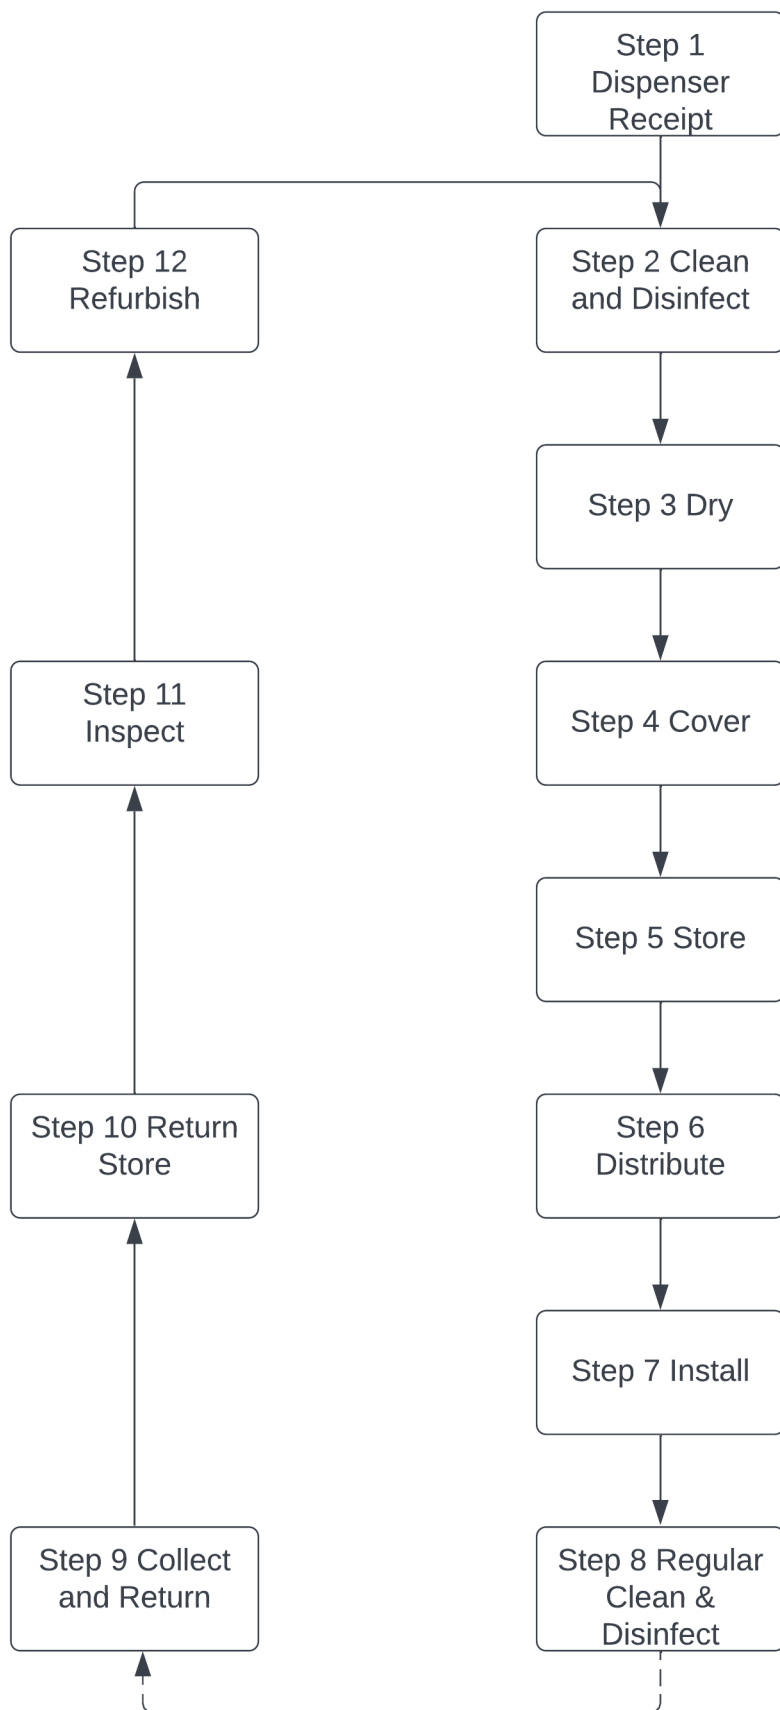 Step 1
Dispenser
Receipt
Step 12
Refurbish
Step 2 Clean
and Disinfect
Step 3 Dry
Step 11
Inspect
Step 4 Cover
Step 5 Store
Step 10 Return
Store
Step 6
Distribute
Step 7 Install
Step 9 Collect
and Return
Step 8 Regular
Clean &
Disinfect